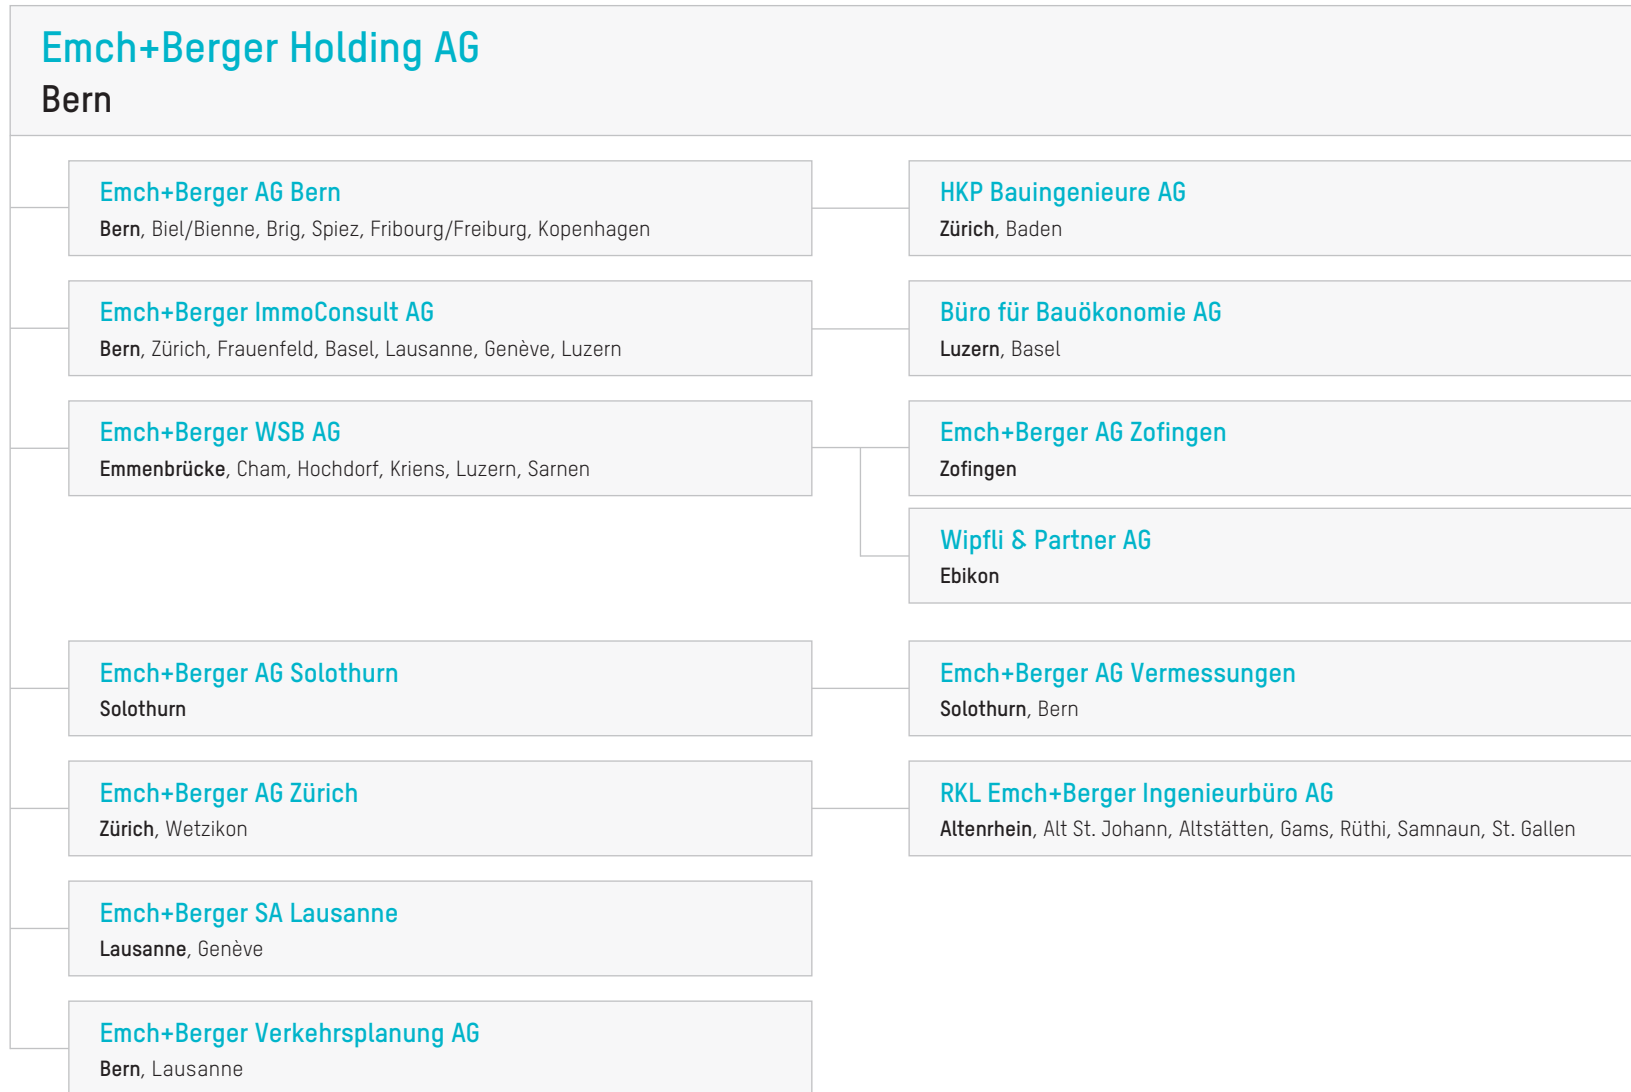 Emch+Berger Holding AG
Bern
Emch+Berger AG Bern
Bern, Biel/Bienne, Brig, Spiez, Fribourg/Freiburg, Kopenhagen
HKP Bauingenieure AG
Zürich, Baden
Emch+Berger ImmoConsult AG
Bern, Zürich, Frauenfeld, Basel, Lausanne, Genève, Luzern
Büro für Bauökonomie AG
Luzern, Basel
Emch+Berger WSB AG
Emmenbrücke, Cham, Hochdorf, Kriens, Luzern, Sarnen
Emch+Berger AG Zofingen
Zofingen
Wipfli & Partner AG
Ebikon
Emch+Berger AG Solothurn
Solothurn
Emch+Berger AG Vermessungen
Solothurn, Bern
Emch+Berger AG Zürich
Zürich, Wetzikon
RKL Emch+Berger Ingenieurbüro AG
Altenrhein, Alt St. Johann, Altstätten, Gams, Rüthi, Samnaun, St. Gallen
Emch+Berger SA Lausanne
Lausanne, Genève
Emch+Berger Verkehrsplanung AG
Bern, Lausanne